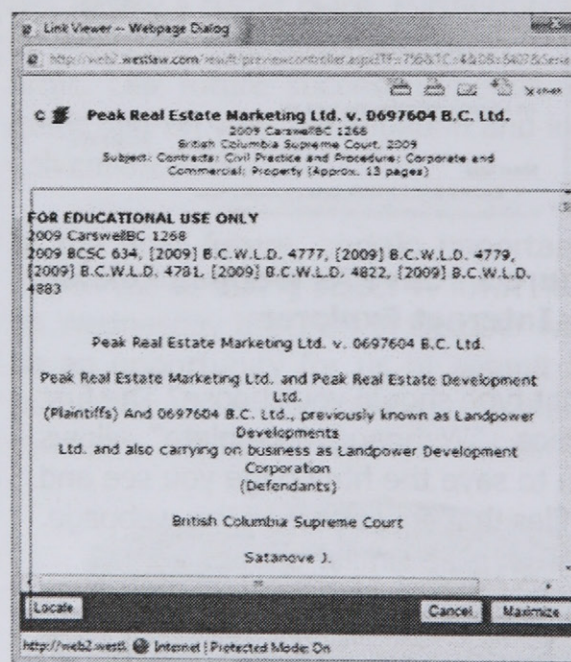 Link Viewer -- Webpage Dialog
http://web2.westlaw.com/result/previewcontroller.aspx?TF=756&TC=4&DB=6407&Serial
C Peak Real Estate Marketing Ltd. v. 0697604 B.C. Ltd.
2009 CarswellBC 1268
British Columbia Supreme Court, 2009
Subject: Contracts; Civil Practice and Procedure; Corporate and
Commercial; Property (Approx. 13 pages)
FOR EDUCATIONAL USE ONLY
2009 CarswellBC 1268
2009 BCSC 634, [2009] B.C.W.L.D. 4777, [2009] B.C.W.L.D. 4779,
[2009] B.C.W.L.D. 4781, [2009] B.C.W.L.D. 4822, [2009] B.C.W.L.D.
4883
Peak Real Estate Marketing Ltd. v. 0697604 B.C. Ltd.
Peak Real Estate Marketing Ltd. and Peak Real Estate Development
Ltd.
(Plaintiffs) And 0697604 B.C. Ltd., previously known as Landpower
Developments
Ltd. and also carrying on business as Landpower Development
Corporation
(Defendants)
British Columbia Supreme Court
Satanove J.
Locate Cancel Maximize
http://web2.westl Internet | Protected Mode: On